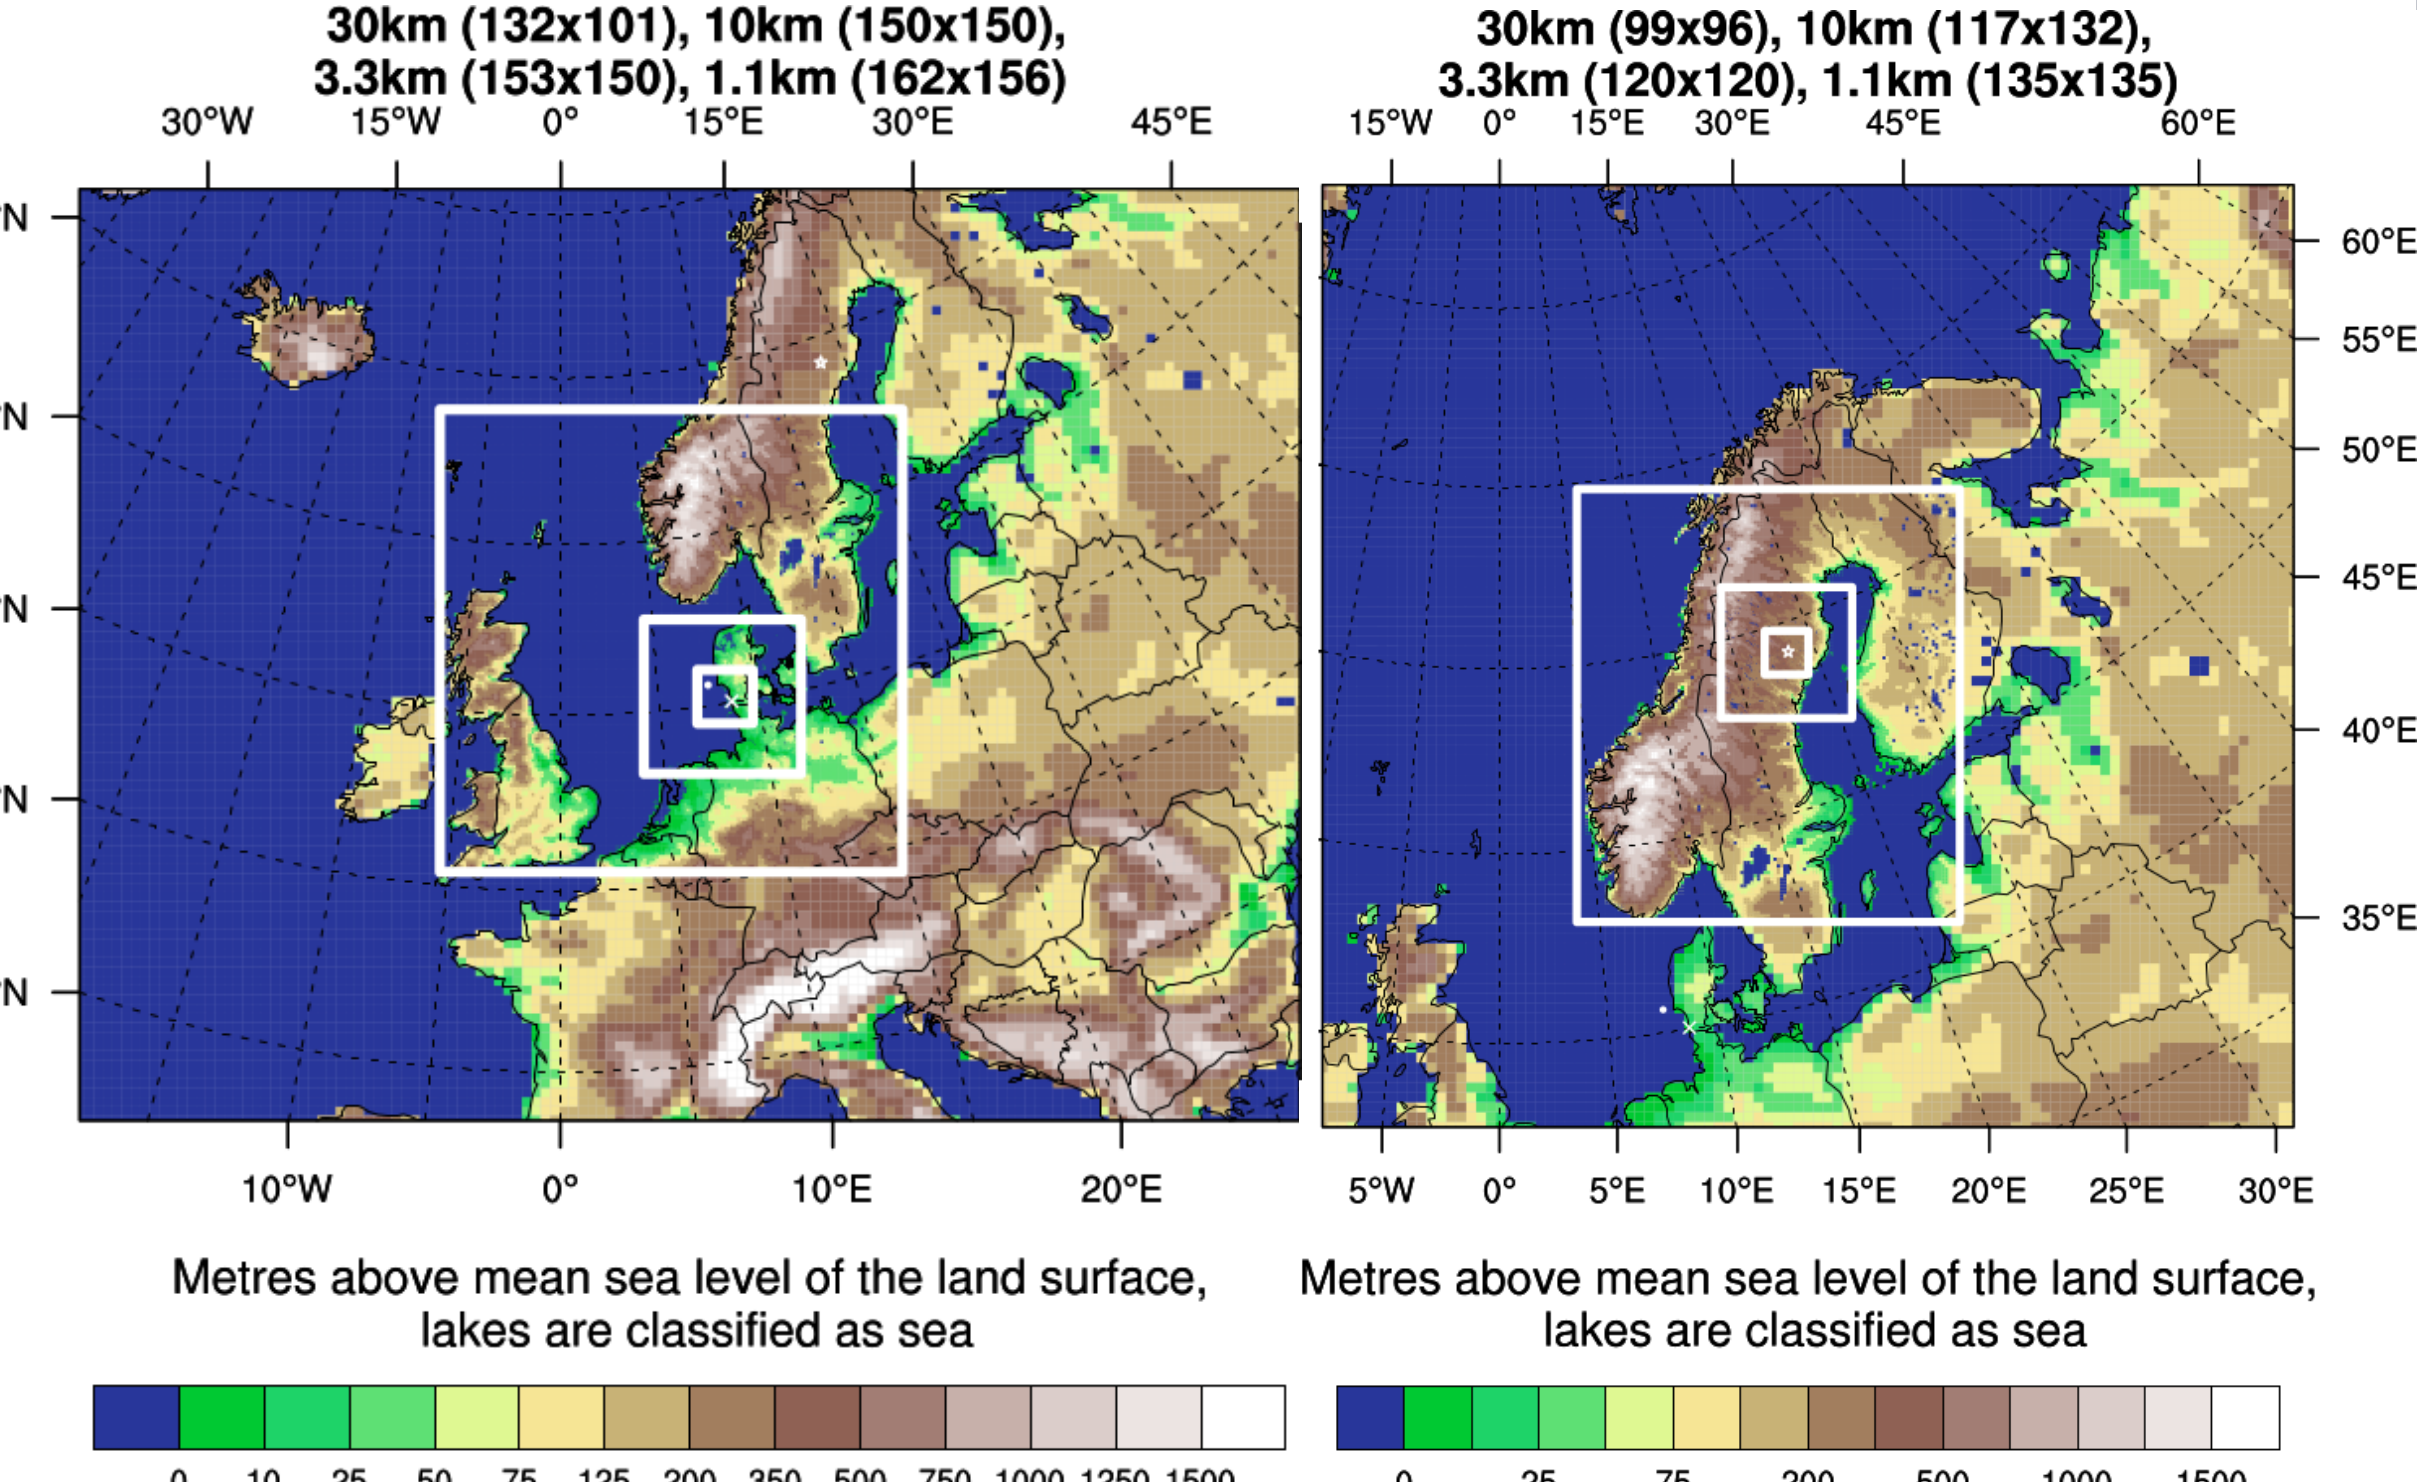 30km (132x101), 10km (150x150),
3.3km (153x150), 1.1km (162x156)
30°W 15°W 0° 15°E 30°E 45°E
N
N
N
N
N
10°W 0° 10°E 20°E
Metres above mean sea level of the land surface,
lakes are classified as sea
0 10 25 50 75 125 200 350 500 750 1000 1250 1500
30km (99x96), 10km (117x132),
3.3km (120x120), 1.1km (135x135)
15°W 0° 15°E 30°E 45°E 60°E
60°E
55°E
50°E
45°E
40°E
35°E
5°W 0° 5°E 10°E 15°E 20°E 25°E 30°E
Metres above mean sea level of the land surface,
lakes are classified as sea
0 25 75 200 500 1000 1500